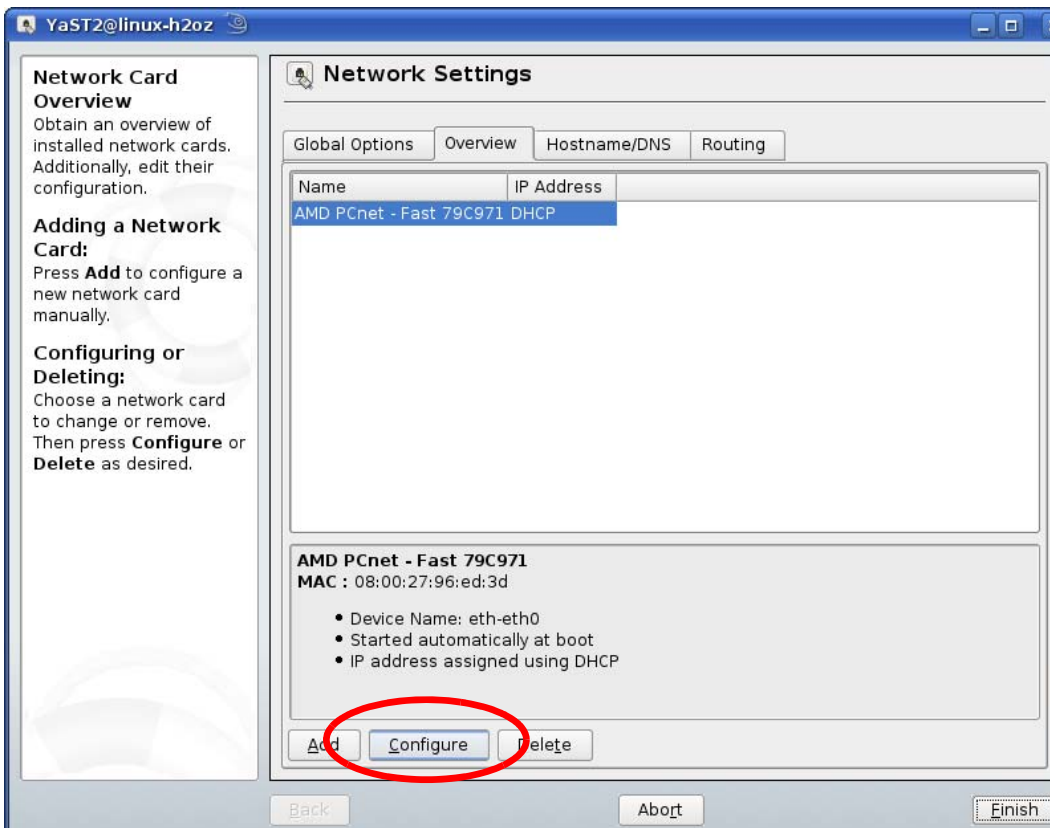 YaST2@linux-h2oz
Network Card
Overview
Obtain an overview of
installed network cards.
Additionally, edit their
configuration.
Adding a Network
Card:
Press Add to configure a
new network card
manually.
Configuring or
Deleting:
Choose a network card
to change or remove.
Then press Configure or
Delete as desired.
Network Settings
Global Options Overview Hostname/DNS Routing
Name IP Address
AMD PCnet - Fast 79C971 DHCP
AMD PCnet - Fast 79C971
MAC : 08:00:27:96:ed:3d
• Device Name: eth-eth0
• Started automatically at boot
• IP address assigned using DHCP
Add Configure Delete
Back Abort Finish